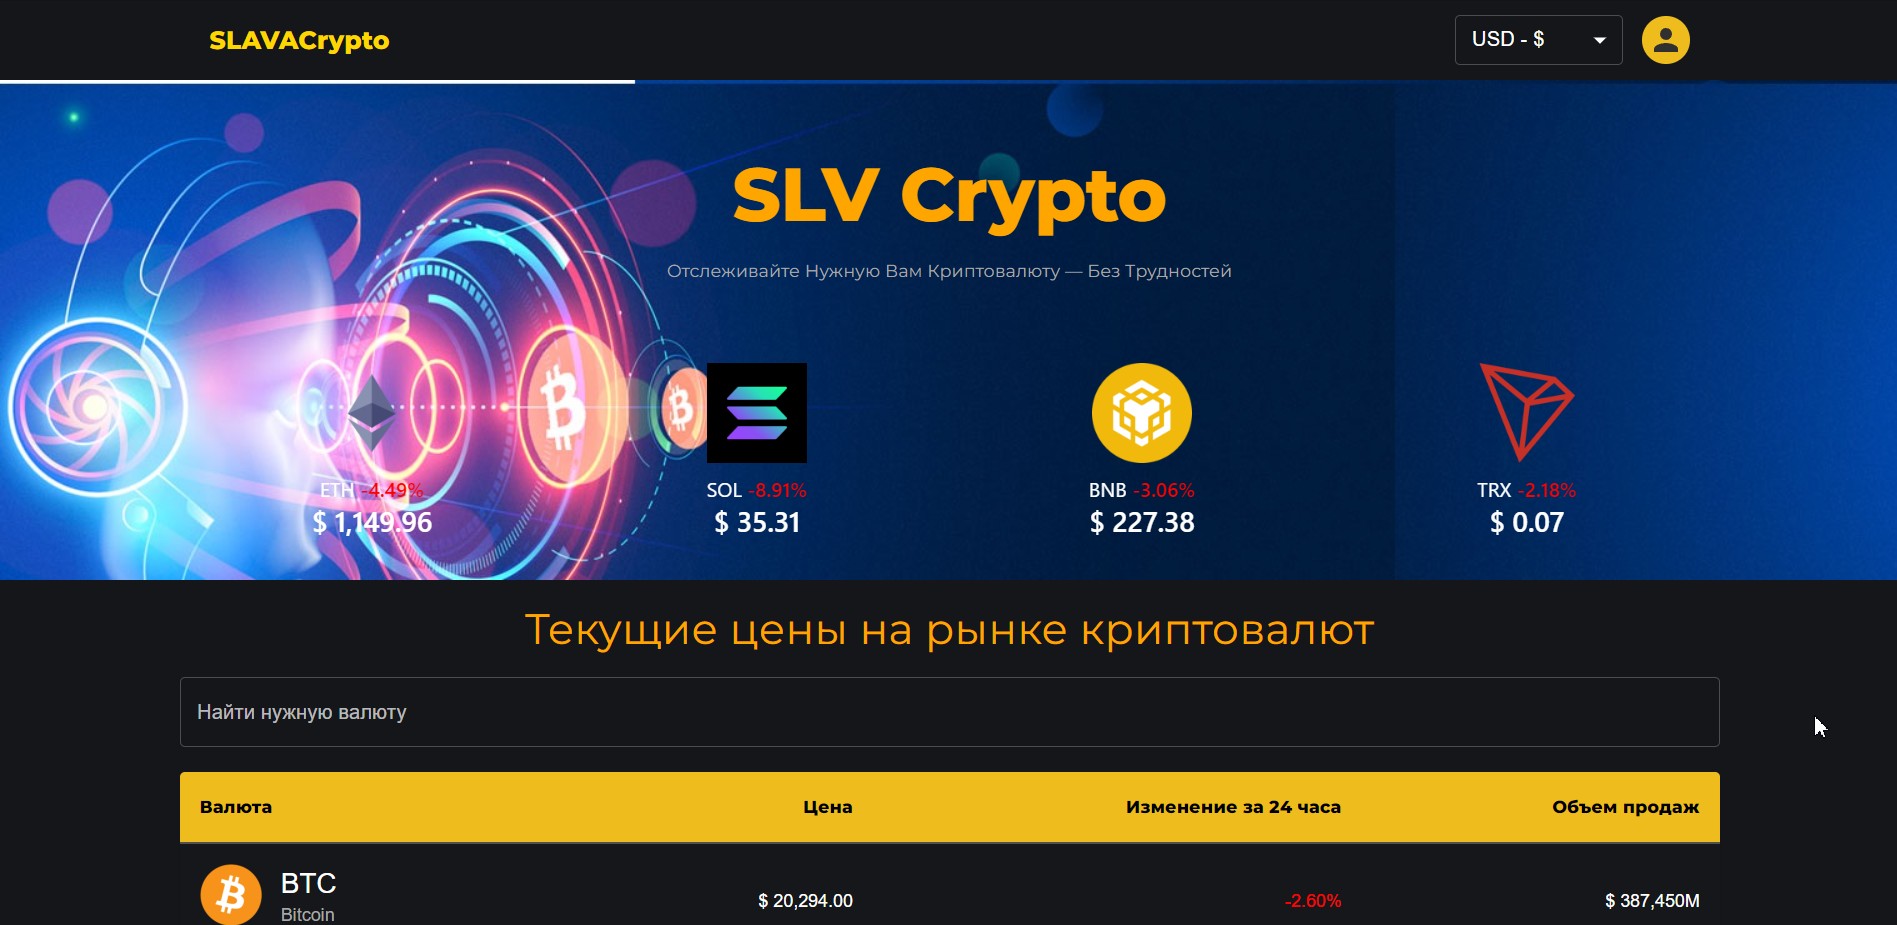 SLAVACrypto
USD - $
SLV Crypto
Отслеживайте Нужную Вам Криптовалюту — Без Трудностей
ETH -4.49%
$ 1,149.96
SOL -8.91%
$ 35.31
BNB -3.06%
$ 227.38
TRX -2.18%
$ 0.07
Текущие цены на рынке криптовалют
Найти нужную валюту
Валюта Цена Изменение за 24 часа Объем продаж
BTC
Bitcoin
$ 20,294.00 -2.60% $ 387,450M